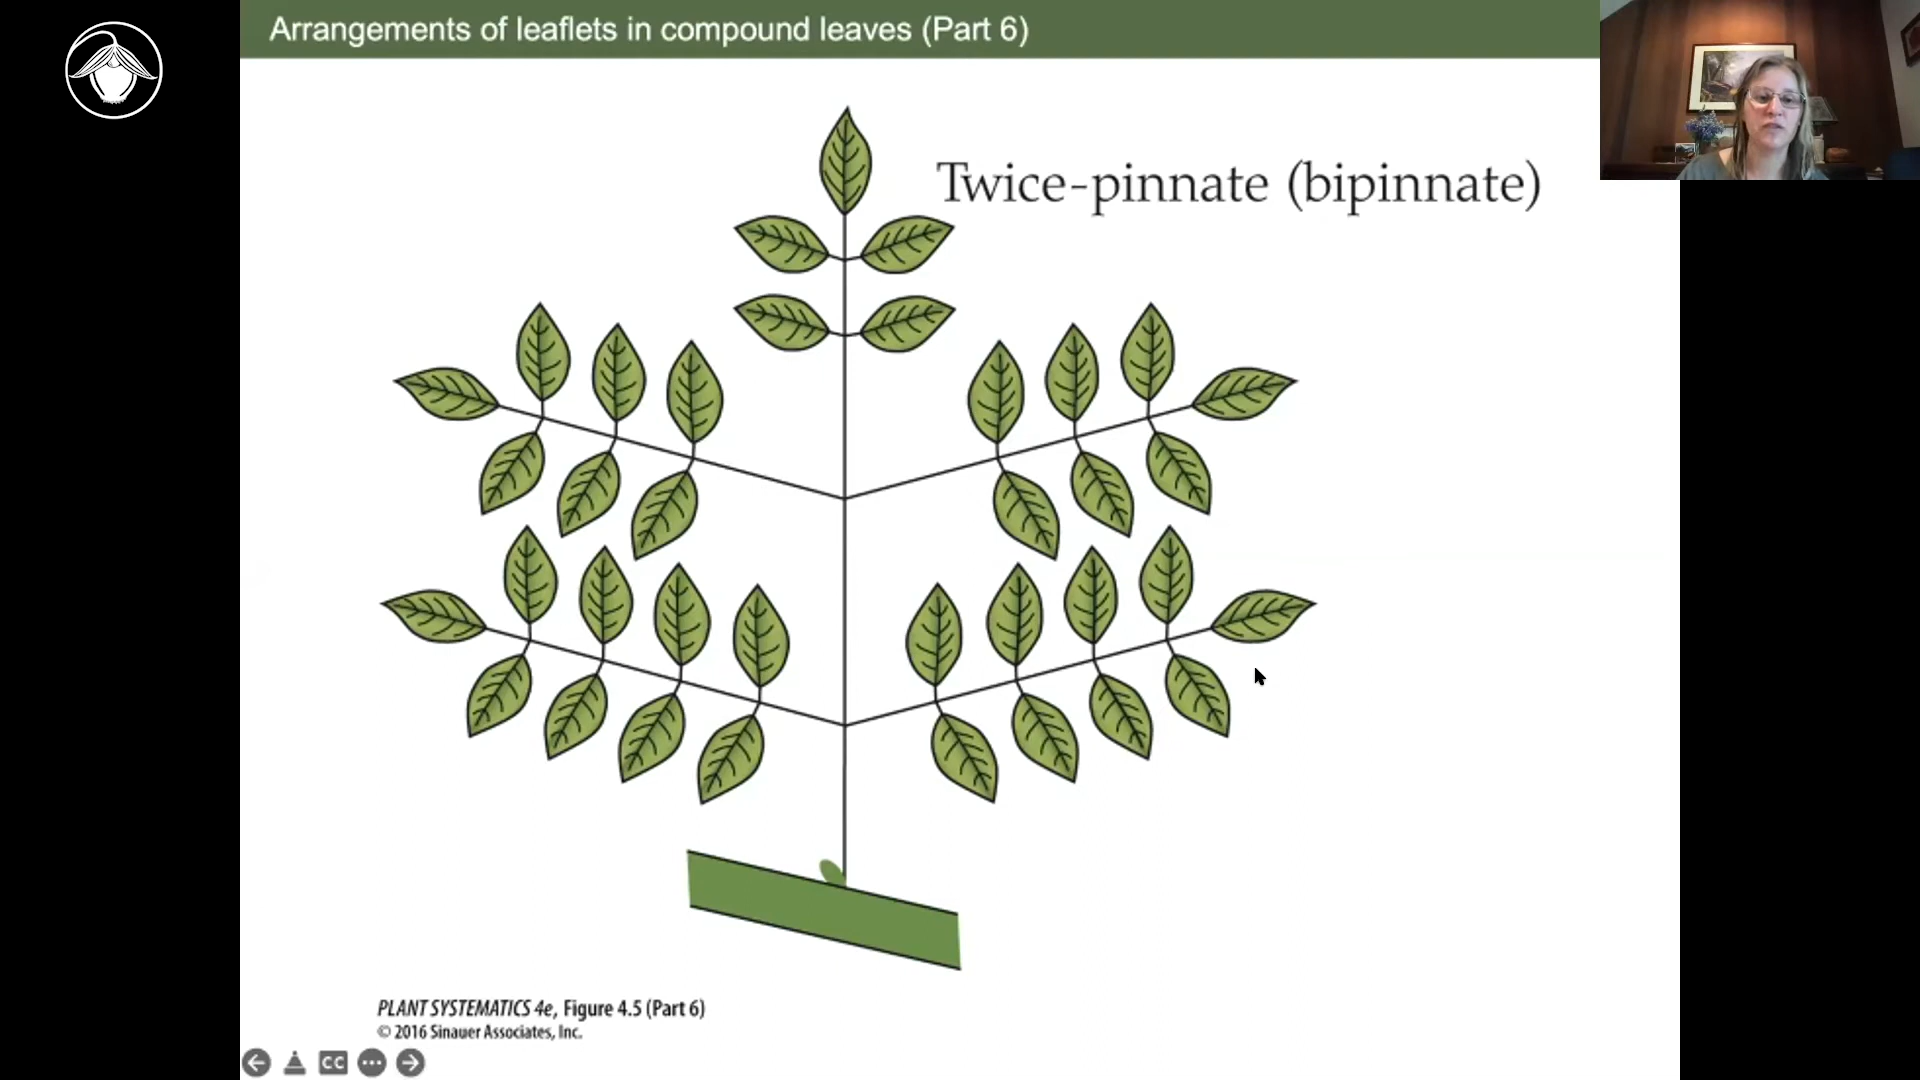 Arrangements of leaflets in compound leaves (Part 6)
Twice-pinnate (bipinnate)
PLANT SYSTEMATICS 4e, Figure 4.5 (Part 6)
© 2016 Sinauer Associates, Inc.
CC